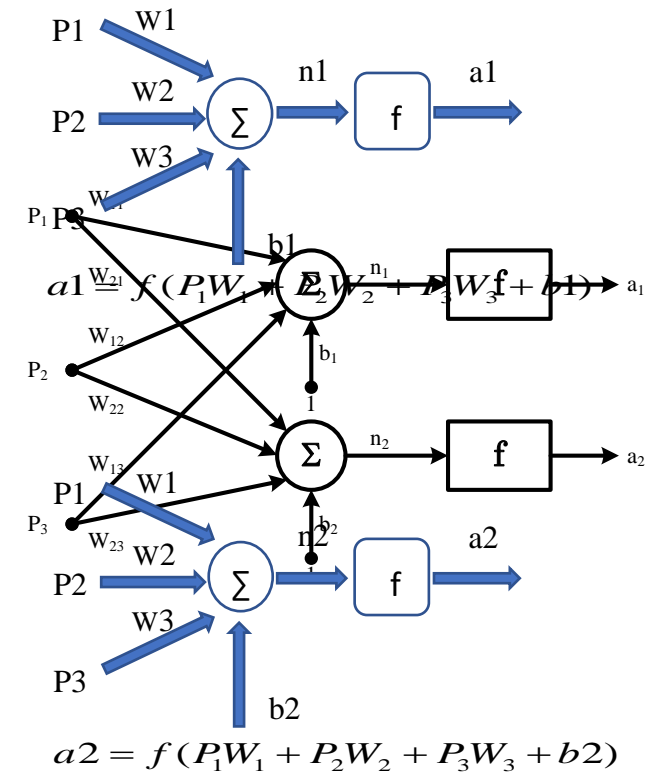 P1 W1
n1 a1
W2
P2 ∑ f
W3
P₁ P3 W₁₁
b1
W₂₁ Σ n₁ f a₁
a1 = f(P₁W₁ + P₂W₂ + P₃W₃ + b1)
W₁₂ b₁
P₂
W₂₂ 1
n₂
Σ f a₂
W₁₃
P1 W1
P₃ b₂
W₂₃ n2 a2
W2
P2 ∑ f
W3
P3
b2
a2 = f(P₁W₁ + P₂W₂ + P₃W₃ + b2)